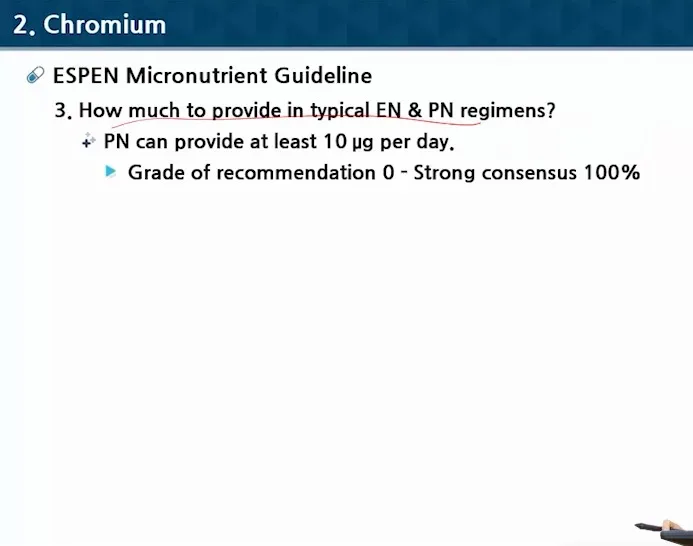 2. Chromium
ESPEN Micronutrient Guideline
3. How much to provide in typical EN & PN regimens?
PN can provide at least 10 μg per day.
Grade of recommendation 0 - Strong consensus 100%